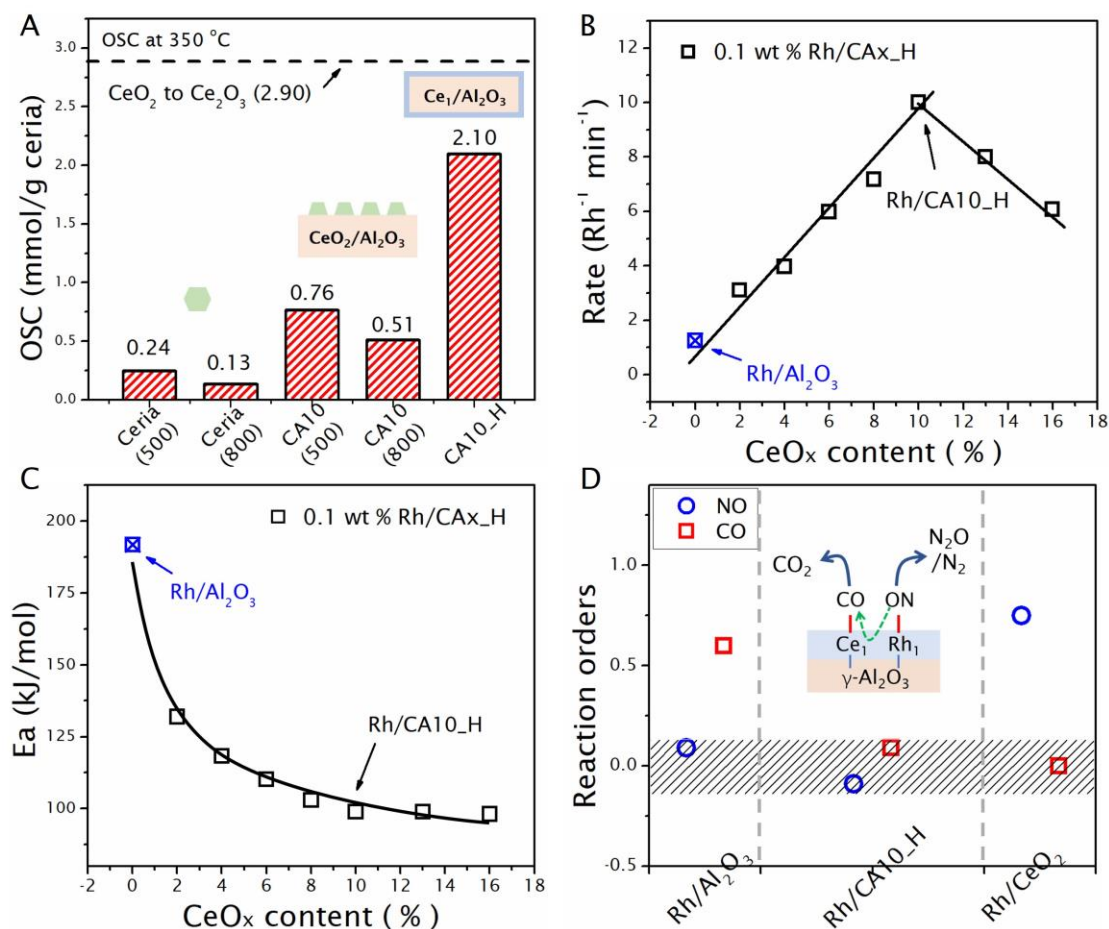 A
OSC at 350 °C
CeO₂ to Ce₂O₃ (2.90)
Ce₁/Al₂O₃
2.10
CeO₂/Al₂O₃
0.76
0.51
0.24
0.13
OSC (mmol/g ceria)
3.0
2.5
2.0
1.5
1.0
0.5
0.0
Ceria (500)
Ceria (800)
CA10 (500)
CA10 (800)
CA10_H
B
0.1 wt % Rh/CAx_H
Rh/CA10_H
Rh/Al₂O₃
Rate (Rh⁻¹ min⁻¹)
12
10
8
6
4
2
0
-2 0 2 4 6 8 10 12 14 16 18
CeOₓ content (%)
C
0.1 wt % Rh/CAx_H
Rh/Al₂O₃
Rh/CA10_H
Ea (kJ/mol)
200
175
150
125
100
-2 0 2 4 6 8 10 12 14 16 18
CeOₓ content (%)
D
NO
CO
N₂O
/N₂
CO₂
CO ON
Ce₁ Rh₁
γ-Al₂O₃
Reaction orders
1.0
0.5
0.0
-0.5
Rh/Al₂O₃
Rh/CA10_H
Rh/CeO₂